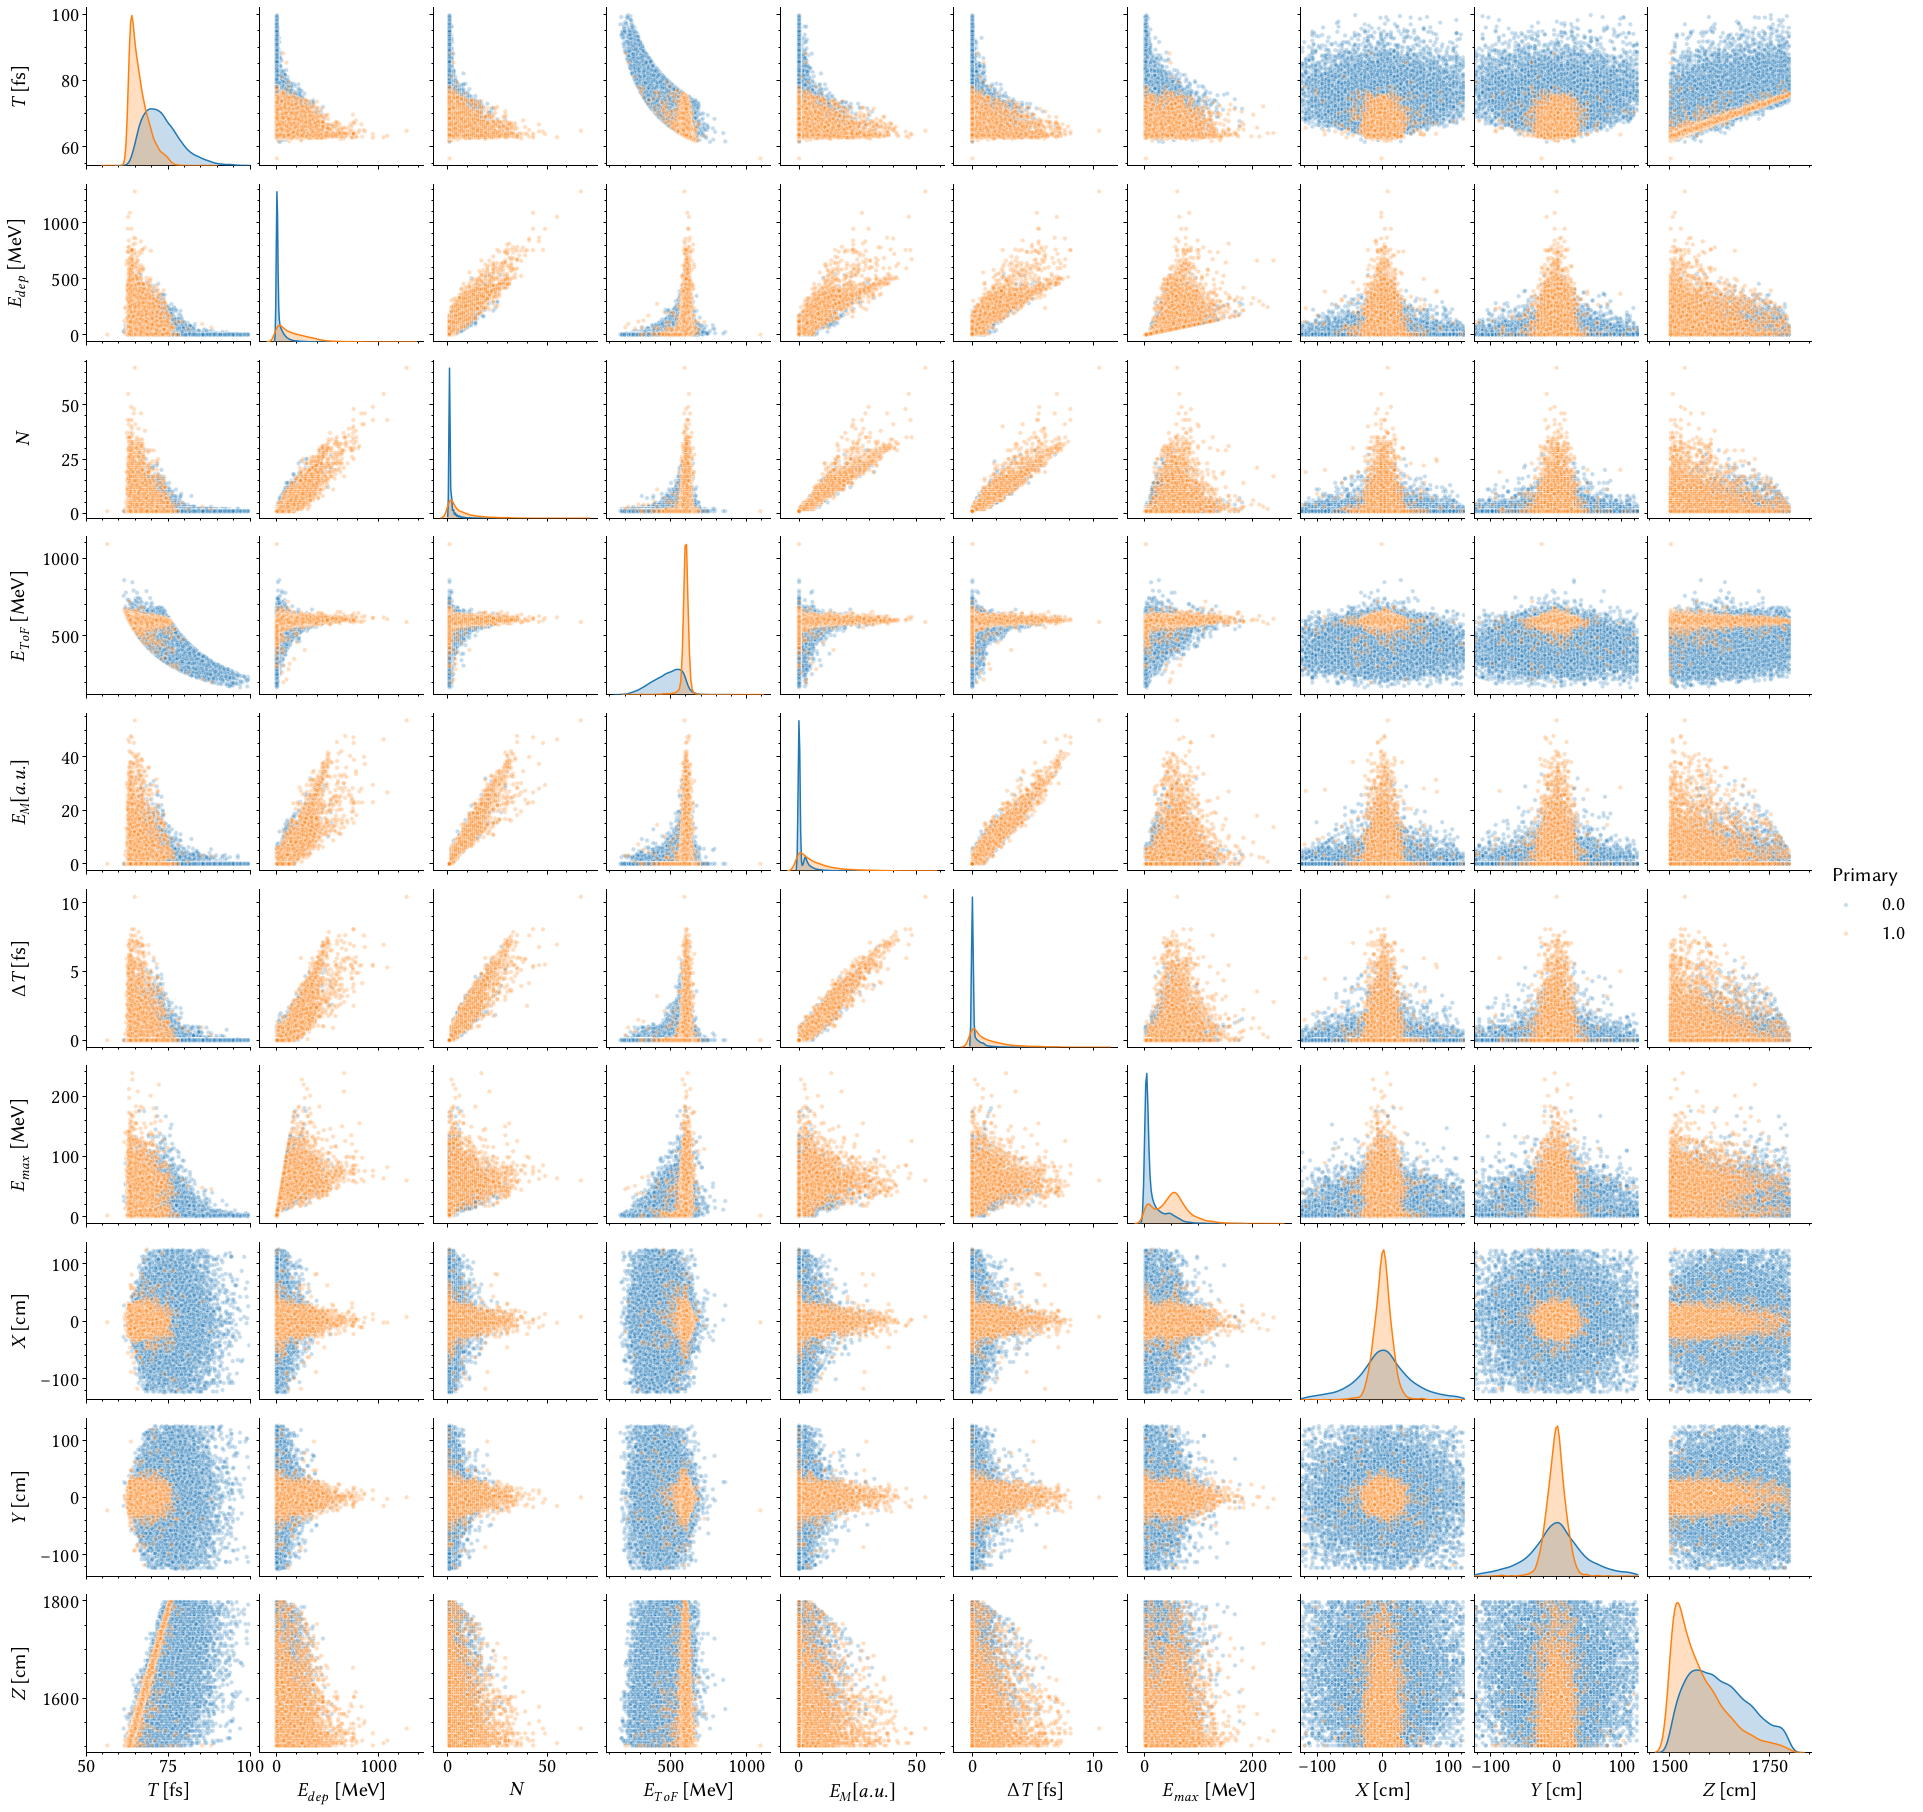 100
80
60
T [fs]
1000
500
0
E_dep [MeV]
50
25
0
N
1000
500
E_ToF [MeV]
40
20
0
E_M[a.u.]
10
5
0
ΔT [fs]
Primary
0.0
1.0
200
100
0
E_max [MeV]
100
0
−100
X [cm]
100
0
−100
Y [cm]
1800
1600
Z [cm]
50 75 100 0 1000 0 50 500 1000 0 50 0 10 0 200 −100 0 100 −100 0 100 1500 1750
T [fs] E_dep [MeV] N E_ToF [MeV] E_M[a.u.] ΔT [fs] E_max [MeV] X [cm] Y [cm] Z [cm]